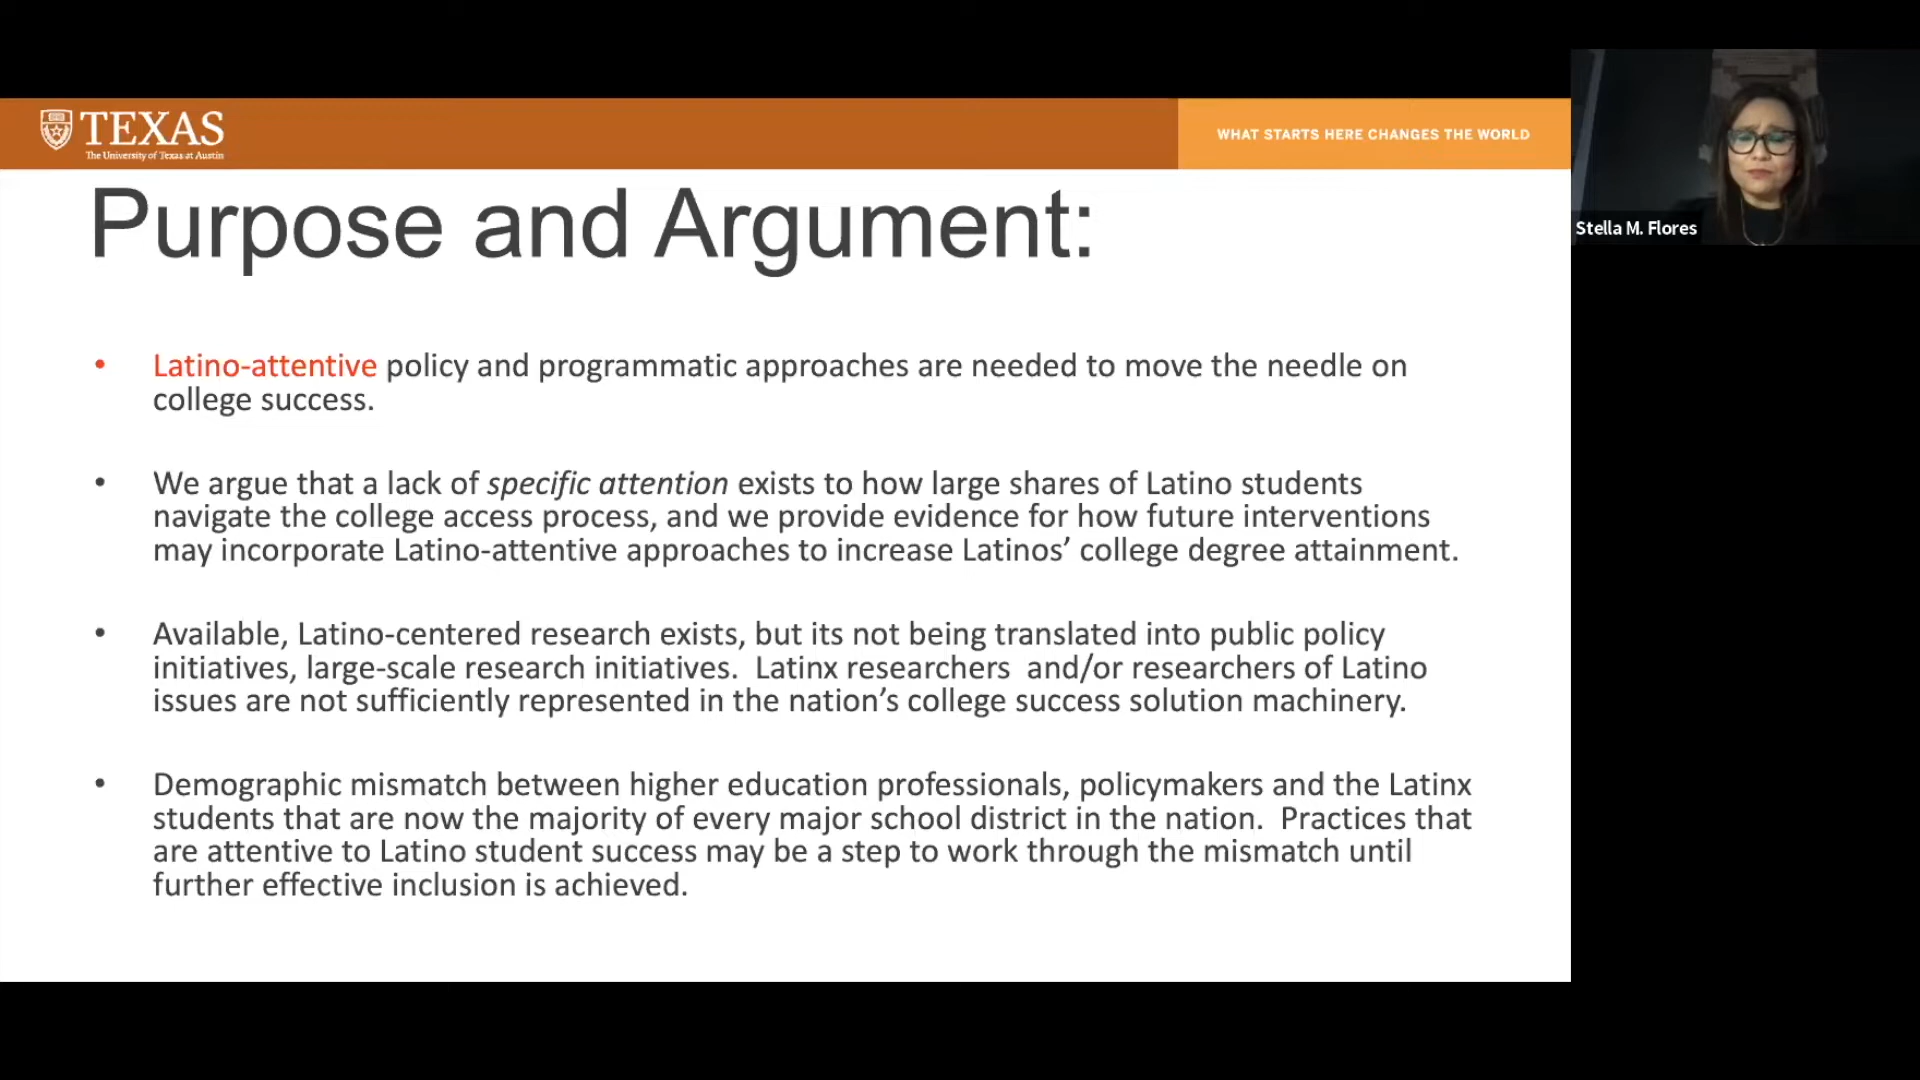 TEXAS
The University of Texas at Austin
WHAT STARTS HERE CHANGES THE WORLD
Purpose and Argument:
• Latino-attentive policy and programmatic approaches are needed to move the needle on
college success.
• We argue that a lack of specific attention exists to how large shares of Latino students
navigate the college access process, and we provide evidence for how future interventions
may incorporate Latino-attentive approaches to increase Latinos’ college degree attainment.
• Available, Latino-centered research exists, but its not being translated into public policy
initiatives, large-scale research initiatives.  Latinx researchers  and/or researchers of Latino
issues are not sufficiently represented in the nation’s college success solution machinery.
• Demographic mismatch between higher education professionals, policymakers and the Latinx
students that are now the majority of every major school district in the nation.  Practices that
are attentive to Latino student success may be a step to work through the mismatch until
further effective inclusion is achieved.
Stella M. Flores